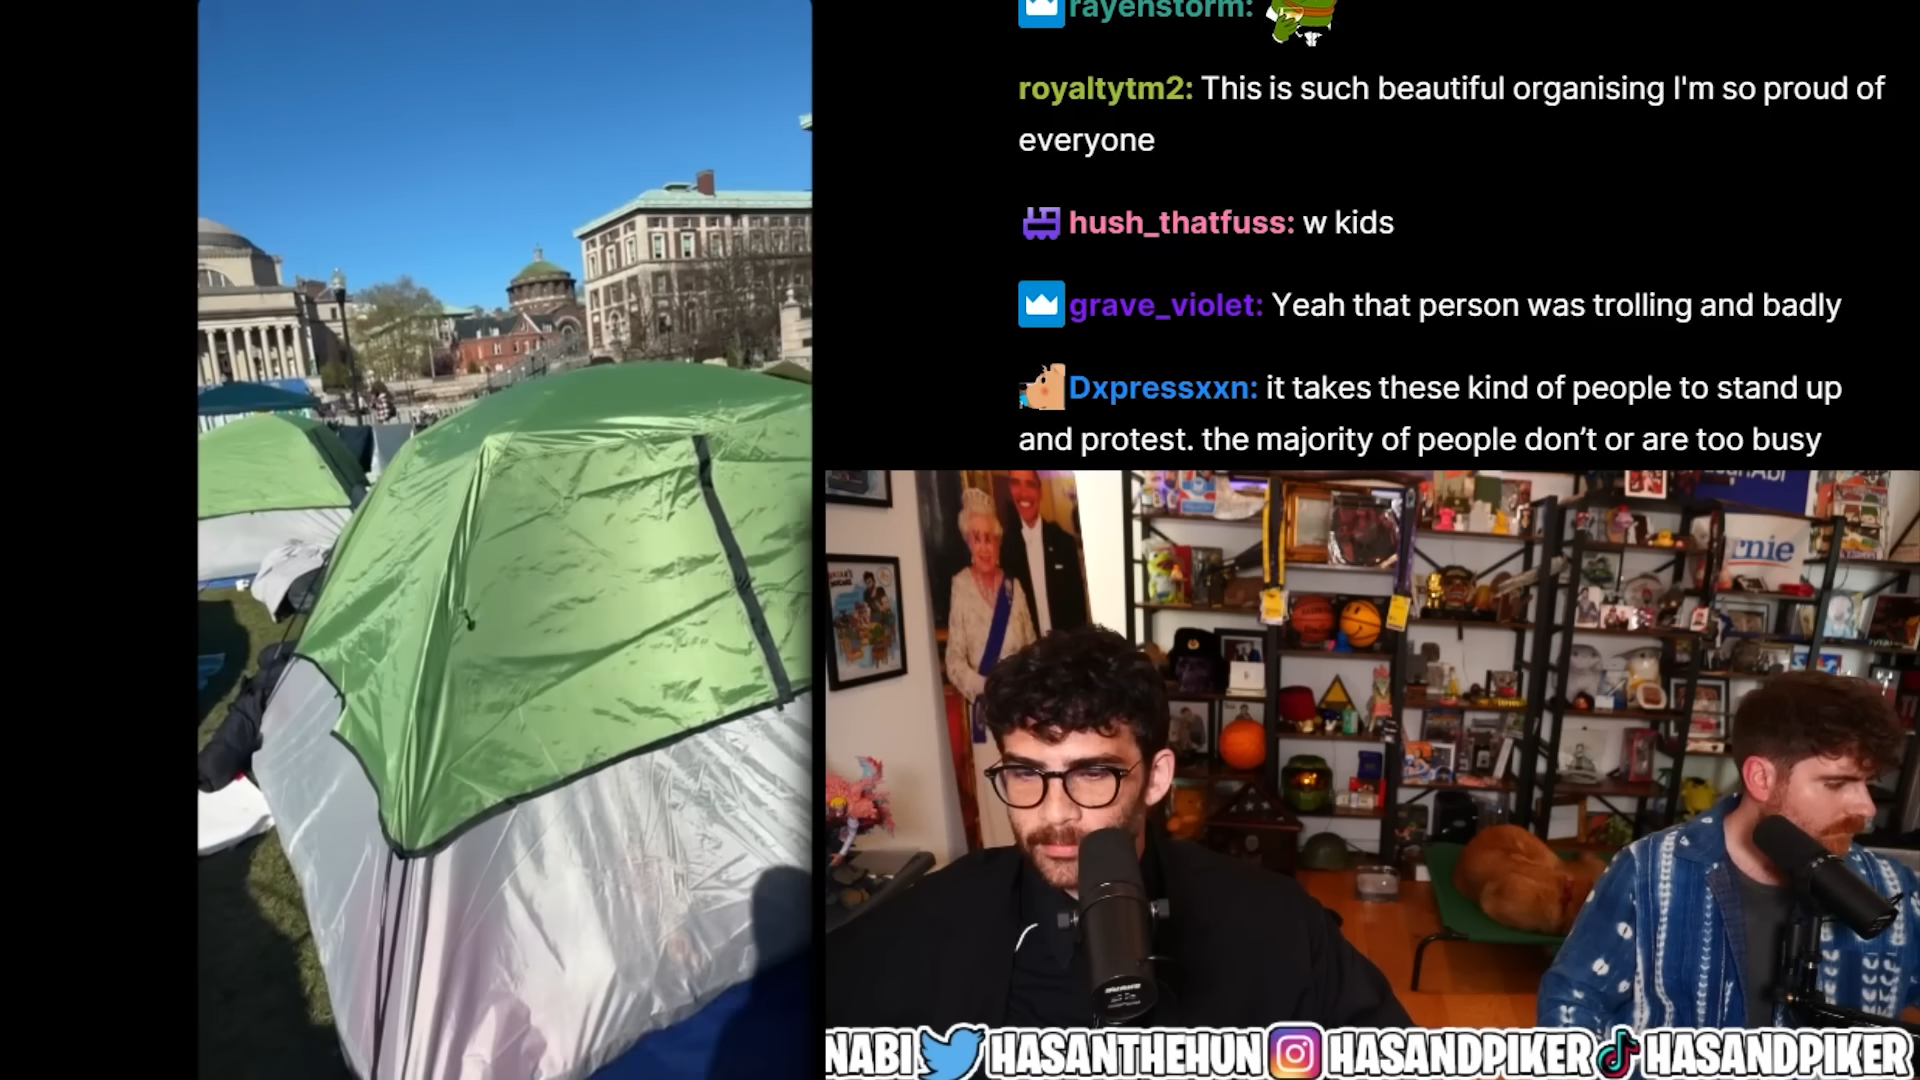 rayenstorm:
royaltytm2: This is such beautiful organising I'm so proud of
everyone
hush_thatfuss: w kids
grave_violet: Yeah that person was trolling and badly
Dxpressxxn: it takes these kind of people to stand up
and protest. the majority of people don’t or are too busy
rnie
NABI HASANTHEHUN HASANDPIKER HASANDPIKER